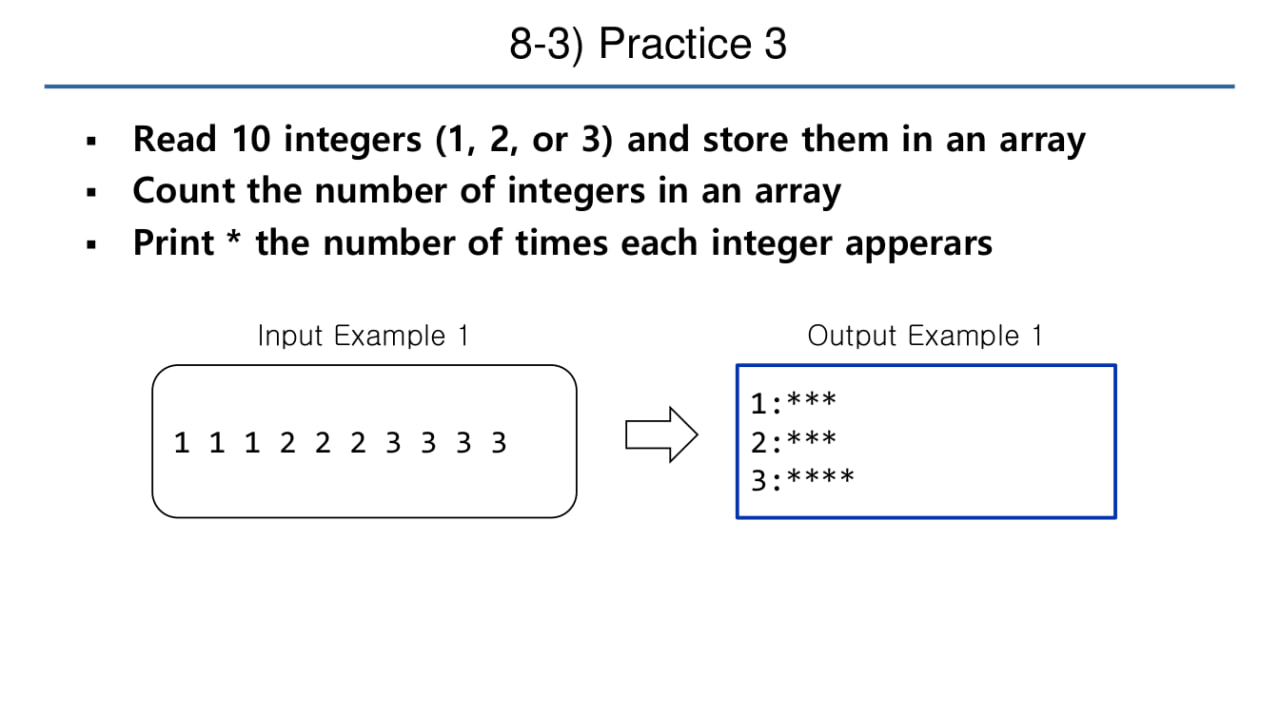 8-3) Practice 3
▪ Read 10 integers (1, 2, or 3) and store them in an array
▪ Count the number of integers in an array
▪ Print * the number of times each integer apperars
Input Example 1
1 1 1 2 2 2 3 3 3 3
Output Example 1
1:***
2:***
3:****